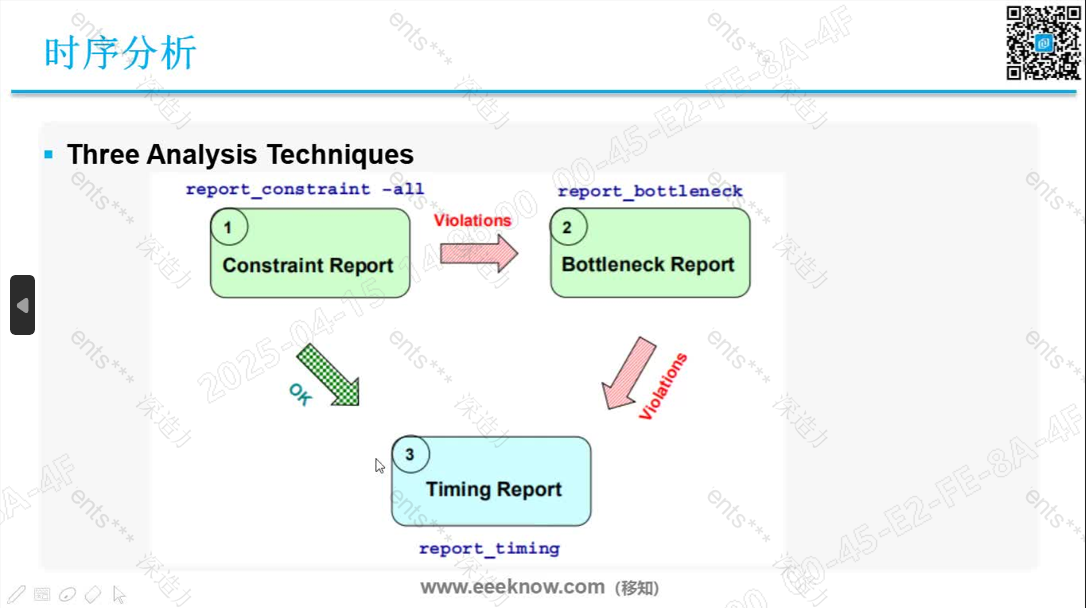 时序分析
Three Analysis Techniques
report_constraint -all
report_bottleneck
1
Constraint Report
Violations
2
Bottleneck Report
OK
Violations
3
Timing Report
report_timing
www.eeeknow.com (移知)
ents***
深造力
2025-04-15 14:06:00 00-45-E2-FE-8A-4F